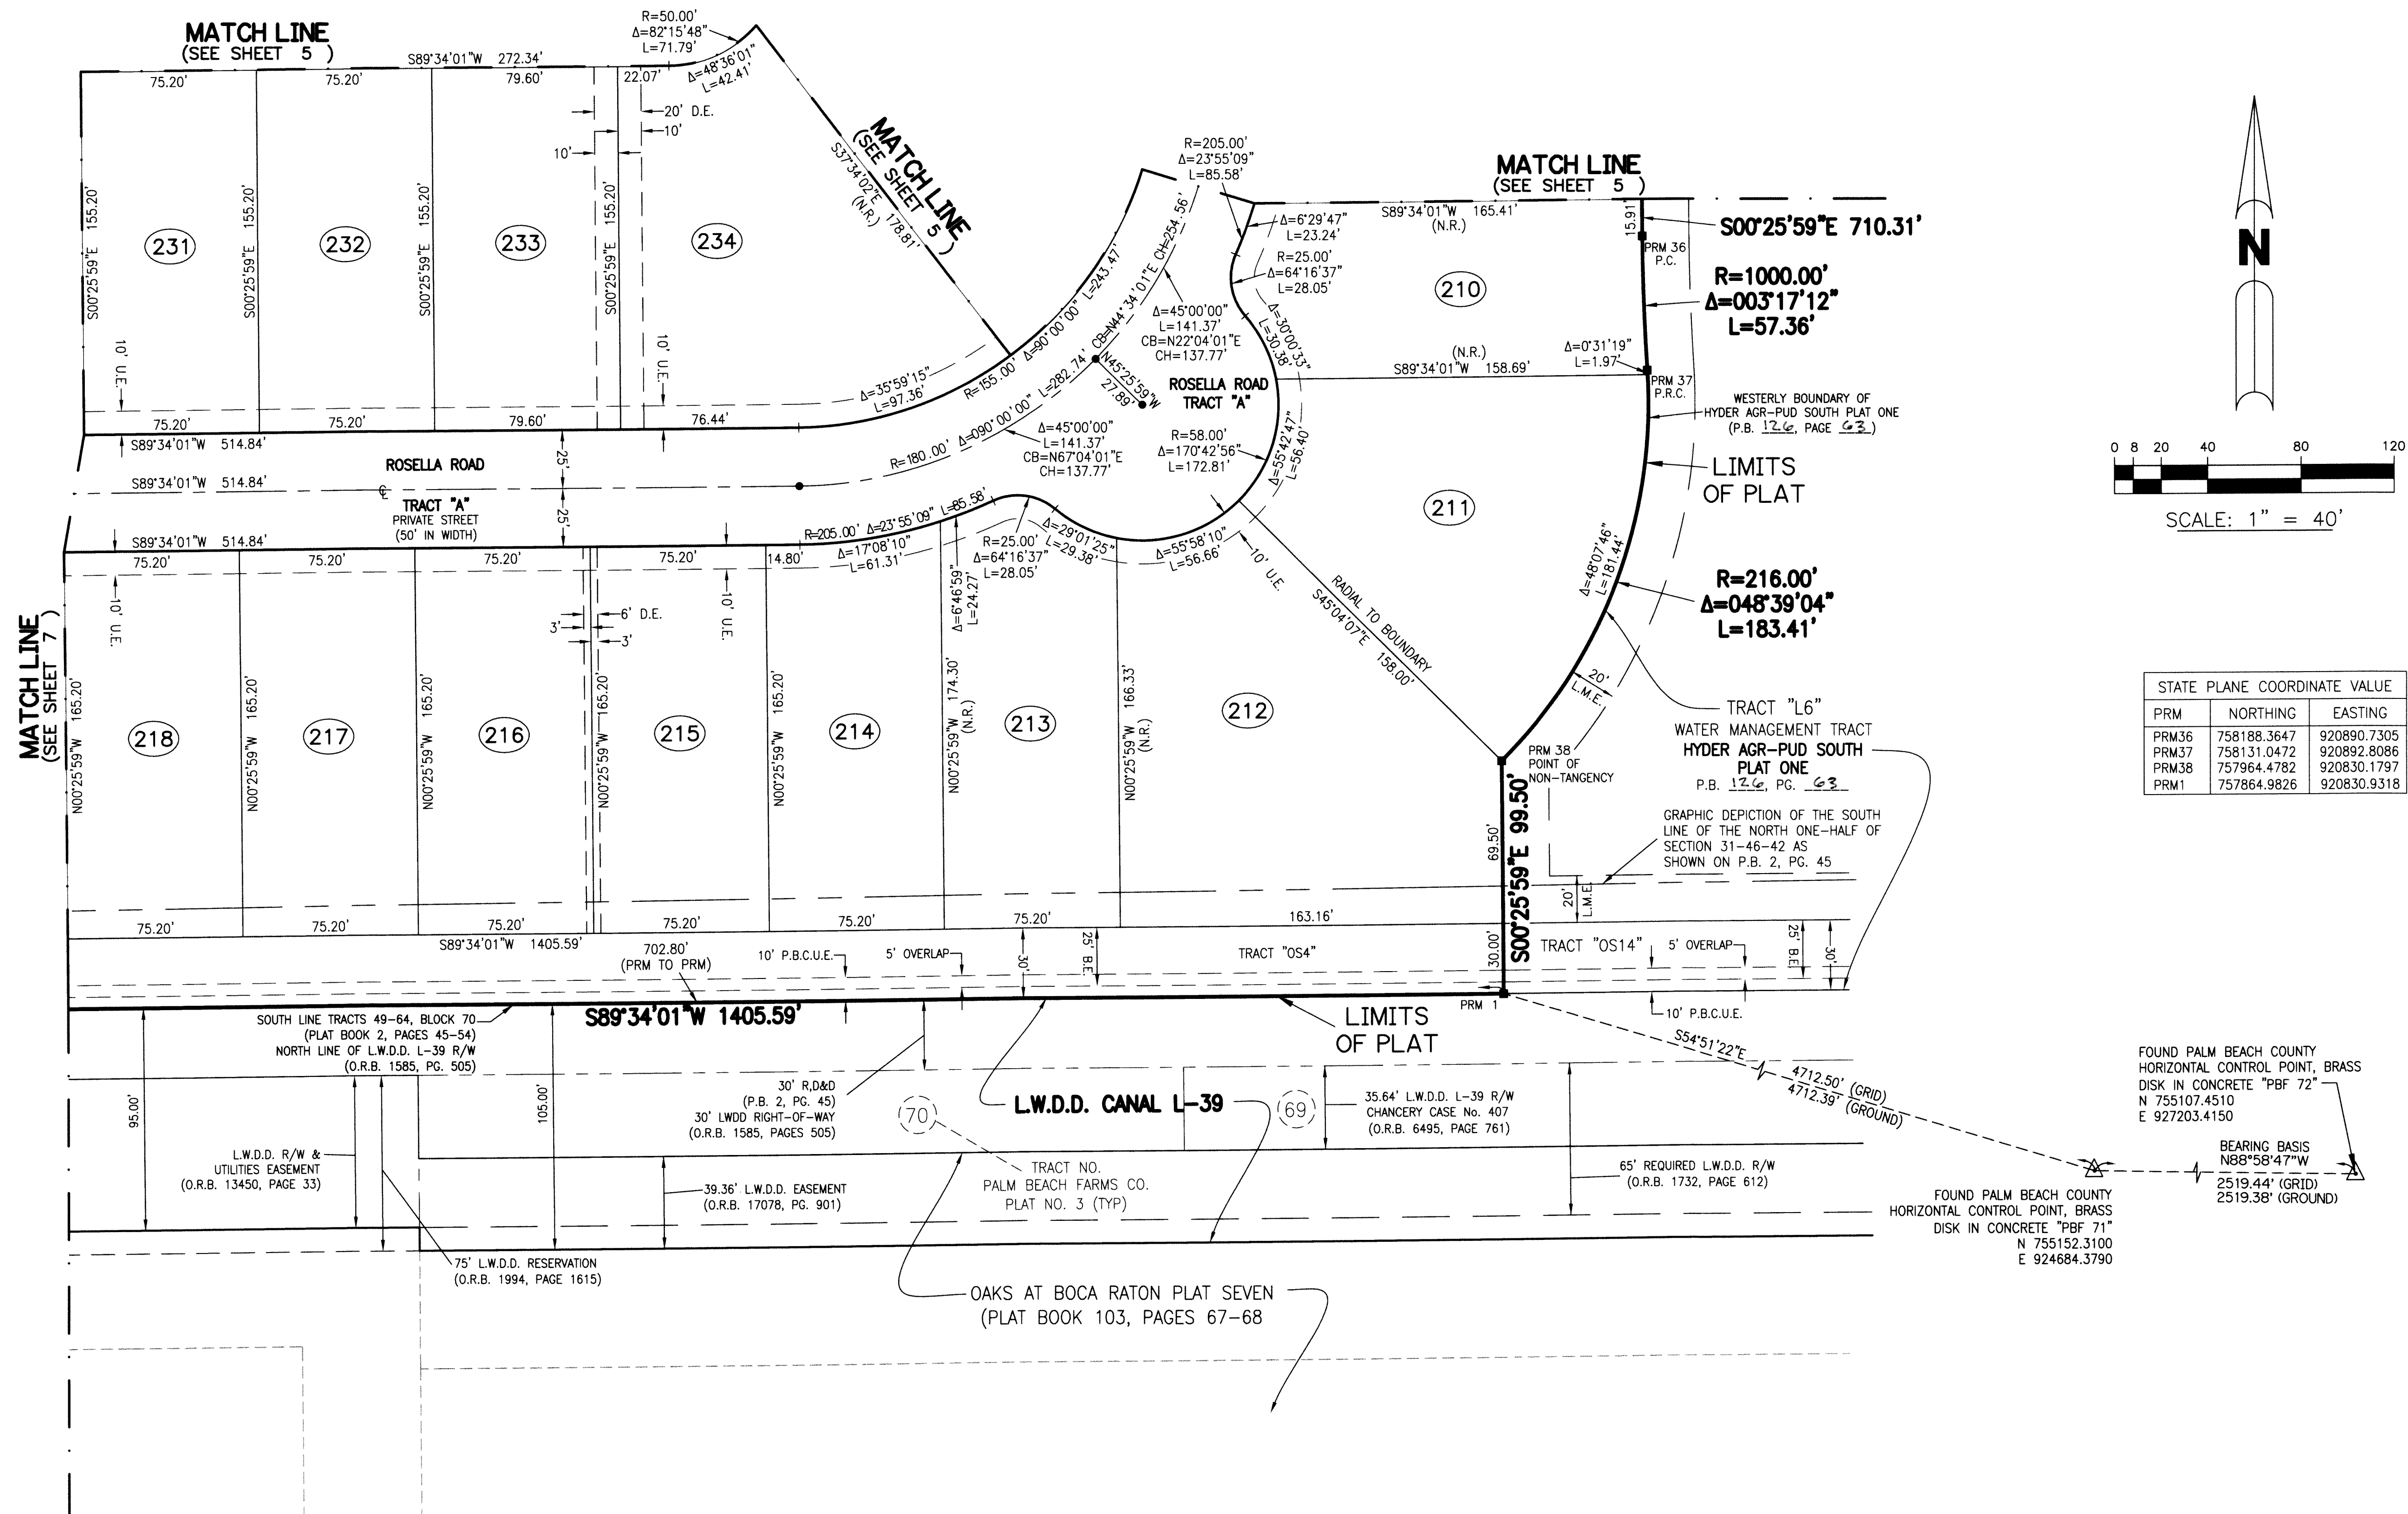 MATCH LINE
(SEE SHEET 5 )
S89°34'01"W 272.34'
75.20'
75.20'
79.60'
22.07'
R=50.00'
Δ=82°15'48"
L=71.79'
Δ=48°36'01"
L=42.41'
20' D.E.
10'
10'
MATCH LINE
(SEE SHEET 5 )
S37°34'02"E 178.81'
(N.R.)
S00°25'59"E 155.20'
S00°25'59"E 155.20'
S00°25'59"E 155.20'
S00°25'59"E 155.20'
231
232
233
234
10' U.E.
10' U.E.
75.20'
75.20'
79.60'
76.44'
Δ=35°59'15"
L=97.36'
R=155.00' Δ=90°00'00" L=243.47'
S89°34'01"W 514.84'
ROSELLA ROAD
S89°34'01"W 514.84'
℄
TRACT "A"
PRIVATE STREET
(50' IN WIDTH)
25'
25'
S89°34'01"W 514.84'
R=180.00' Δ=090°00'00" L=282.74' CB=N44°34'01"E CH=254.56'
Δ=45°00'00"
L=141.37'
CB=N67°04'01"E
CH=137.77'
Δ=45°00'00"
L=141.37'
CB=N22°04'01"E
CH=137.77'
N45°25'59"W
27.89'
ROSELLA ROAD
TRACT "A"
R=58.00'
Δ=170°42'56"
L=172.81'
R=205.00'
Δ=23°55'09"
L=85.58'
Δ=6°29'47"
L=23.24'
R=25.00'
Δ=64°16'37"
L=28.05'
Δ=30°00'33"
L=30.38'
Δ=55°42'47"
L=56.40'
MATCH LINE
(SEE SHEET 5 )
S89°34'01"W 165.41'
(N.R.)
15.91'
S00°25'59"E 710.31'
PRM 36
P.C.
R=1000.00'
Δ=003°17'12"
L=57.36'
210
(N.R.)
S89°34'01"W 158.69'
Δ=0°31'19"
L=1.97'
PRM 37
P.R.C.
WESTERLY BOUNDARY OF
HYDER AGR-PUD SOUTH PLAT ONE
(P.B. 126, PAGE 63)
LIMITS
OF PLAT
211
Δ=48°07'46"
L=181.44'
R=216.00'
Δ=048°39'04"
L=183.41'
N
0 8 20 40 80 120
SCALE: 1" = 40'
R=205.00' Δ=23°55'09" L=85.58'
75.20'
75.20'
75.20'
75.20'
14.80'
Δ=17°08'10"
L=61.31'
Δ=6°46'59"
L=24.27'
R=25.00'
Δ=64°16'37"
L=28.05'
Δ=29°01'25"
L=29.38'
Δ=55°58'10"
L=56.66'
10' U.E.
RADIAL TO BOUNDARY
S45°04'07"E 158.00'
10' U.E.
6' D.E.
3'
3'
10' U.E.
MATCH LINE
(SEE SHEET 7 )
N00°25'59"W 165.20'
N00°25'59"W 165.20'
N00°25'59"W 165.20'
N00°25'59"W 165.20'
N00°25'59"W 165.20'
N00°25'59"W 174.30'
(N.R.)
N00°25'59"W 166.33'
(N.R.)
218
217
216
215
214
213
212
20'
L.M.E.
TRACT "L6"
WATER MANAGEMENT TRACT
HYDER AGR-PUD SOUTH
PLAT ONE
P.B. 126, PG. 63
PRM 38
POINT OF
NON-TANGENCY
GRAPHIC DEPICTION OF THE SOUTH
LINE OF THE NORTH ONE-HALF OF
SECTION 31-46-42 AS
SHOWN ON P.B. 2, PG. 45
STATE PLANE COORDINATE VALUE
PRM NORTHING EASTING
PRM36 758188.3647 920890.7305
PRM37 758131.0472 920892.8086
PRM38 757964.4782 920830.1797
PRM1 757864.9826 920830.9318
69.50'
S00°25'59"E 99.50'
30.00'
20'
L.M.E.
75.20'
75.20'
75.20'
75.20'
75.20'
75.20'
163.16'
S89°34'01"W 1405.59'
702.80'
(PRM TO PRM)
10' P.B.C.U.E.
5' OVERLAP
30'
25' B.E.
TRACT "OS4"
TRACT "OS14"
5' OVERLAP
25' B.E.
30'
PRM 1
10' P.B.C.U.E.
S89°34'01"W 1405.59'
LIMITS
OF PLAT
SOUTH LINE TRACTS 49-64, BLOCK 70
(PLAT BOOK 2, PAGES 45-54)
NORTH LINE OF L.W.D.D. L-39 R/W
(O.R.B. 1585, PG. 505)
95.00'
105.00'
30' R,D&D
(P.B. 2, PG. 45)
30' LWDD RIGHT-OF-WAY
(O.R.B. 1585, PAGES 505)
70
L.W.D.D. CANAL L-39
69
35.64' L.W.D.D. L-39 R/W
CHANCERY CASE No. 407
(O.R.B. 6495, PAGE 761)
S54°51'22"E
4712.50' (GRID)
4712.39' (GROUND)
FOUND PALM BEACH COUNTY
HORIZONTAL CONTROL POINT, BRASS
DISK IN CONCRETE "PBF 72"
N 755107.4510
E 927203.4150
BEARING BASIS
N88°58'47"W
2519.44' (GRID)
2519.38' (GROUND)
FOUND PALM BEACH COUNTY
HORIZONTAL CONTROL POINT, BRASS
DISK IN CONCRETE "PBF 71"
N 755152.3100
E 924684.3790
L.W.D.D. R/W &
UTILITIES EASEMENT
(O.R.B. 13450, PAGE 33)
39.36' L.W.D.D. EASEMENT
(O.R.B. 17078, PG. 901)
TRACT NO.
PALM BEACH FARMS CO.
PLAT NO. 3 (TYP)
65' REQUIRED L.W.D.D. R/W
(O.R.B. 1732, PAGE 612)
75' L.W.D.D. RESERVATION
(O.R.B. 1994, PAGE 1615)
OAKS AT BOCA RATON PLAT SEVEN
(PLAT BOOK 103, PAGES 67-68